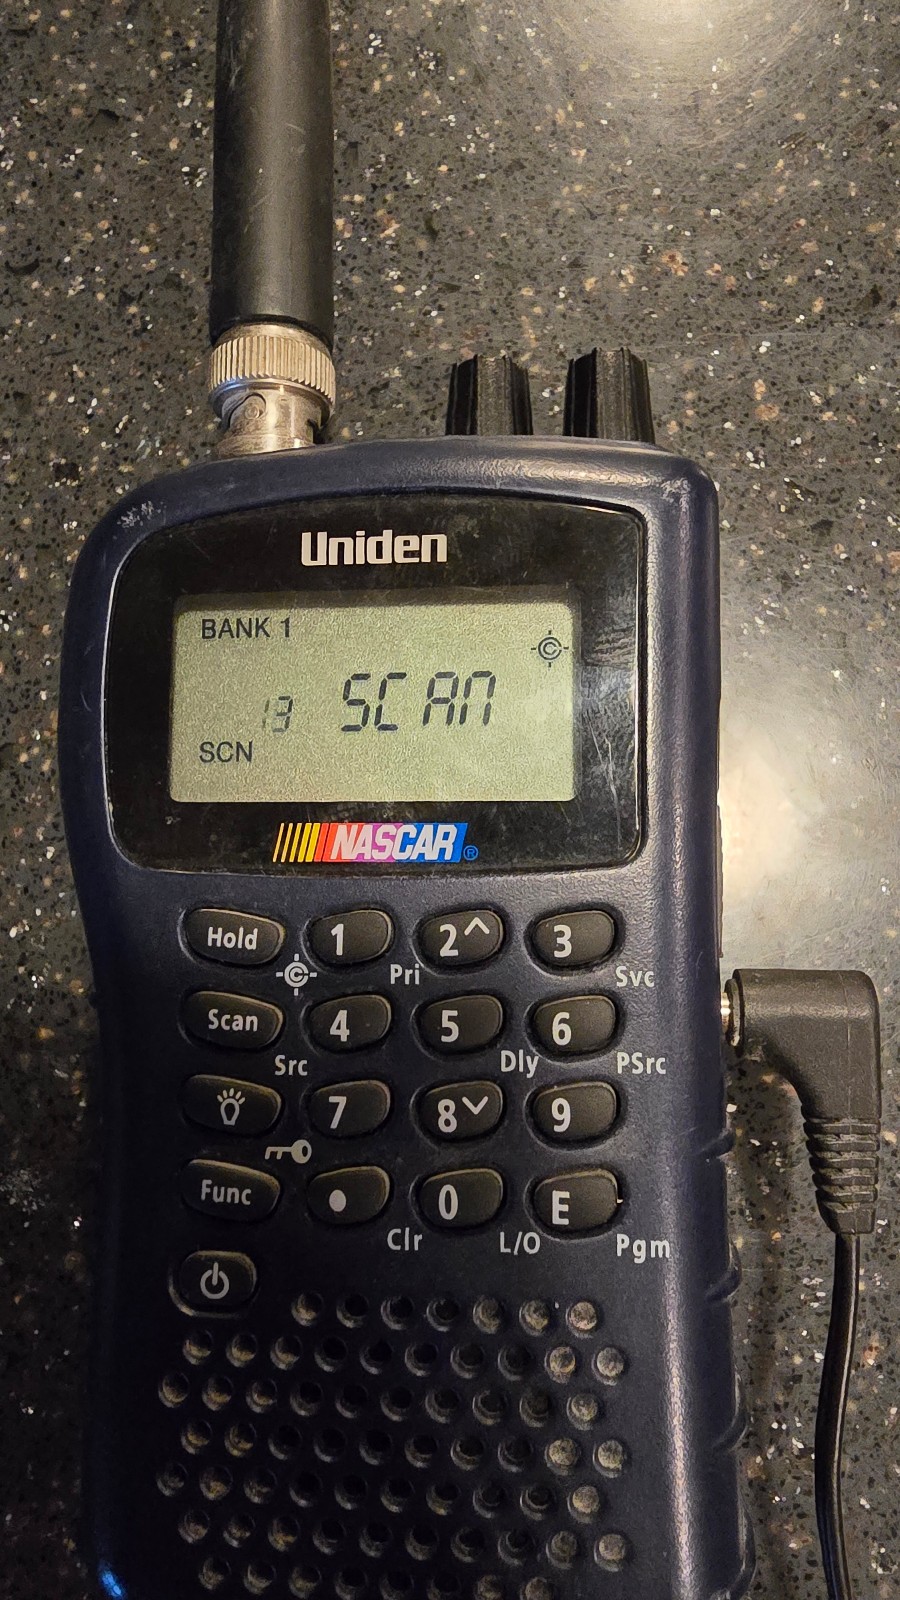 Uniden
BANK 1
13 SCAN
SCN
NASCAR®
Hold 1 2 3
Pri Svc
Scan 4 5 6
Src Dly PSrc
7 8 9
Func • 0 E
Clr L/O Pgm